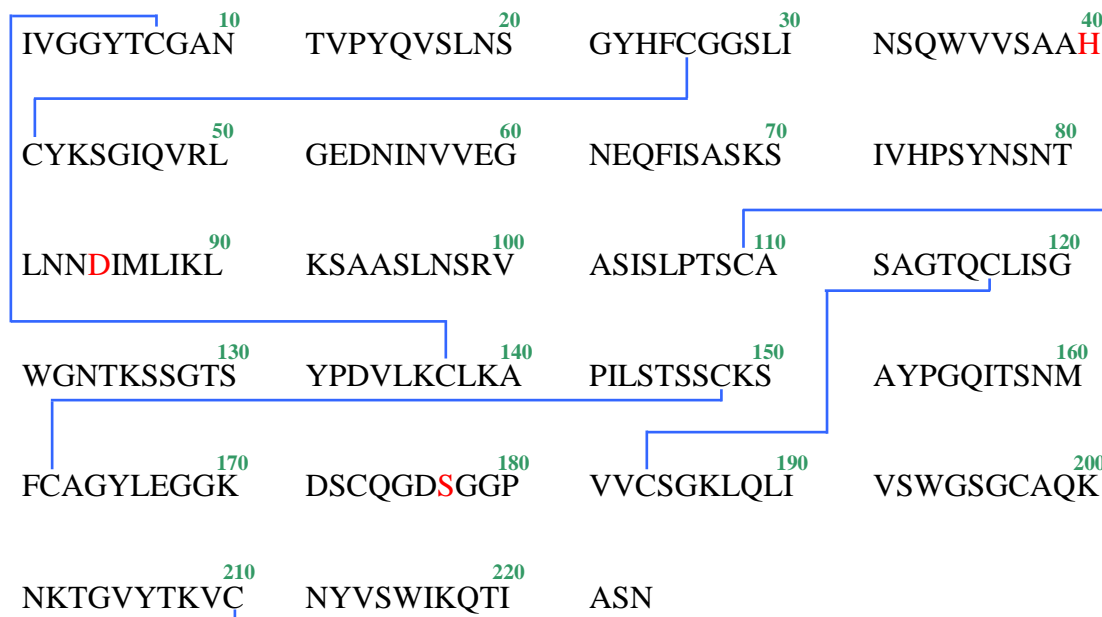 10 20 30 40
IVGGYTCGAN TVPYQVSLNS GYHFCGGSLI NSQWVVSAAH
50 60 70 80
CYKSGIQVRL GEDNINVVEG NEQFISASKS IVHPSYNSNT
90 100 110 120
LNNDIMLIKL KSAASLNSRV ASISLPTSCA SAGTQCLISG
130 140 150 160
WGNTKSSGTS YPDVLKCLKA PILSTSSCKS AYPGQITSNM
170 180 190 200
FCAGYLEGGK DSCQGDSGGP VVCSGKLQLI VSWGSGCAQK
210 220
NKTGVYTKVC NYVSWIKQTI ASN